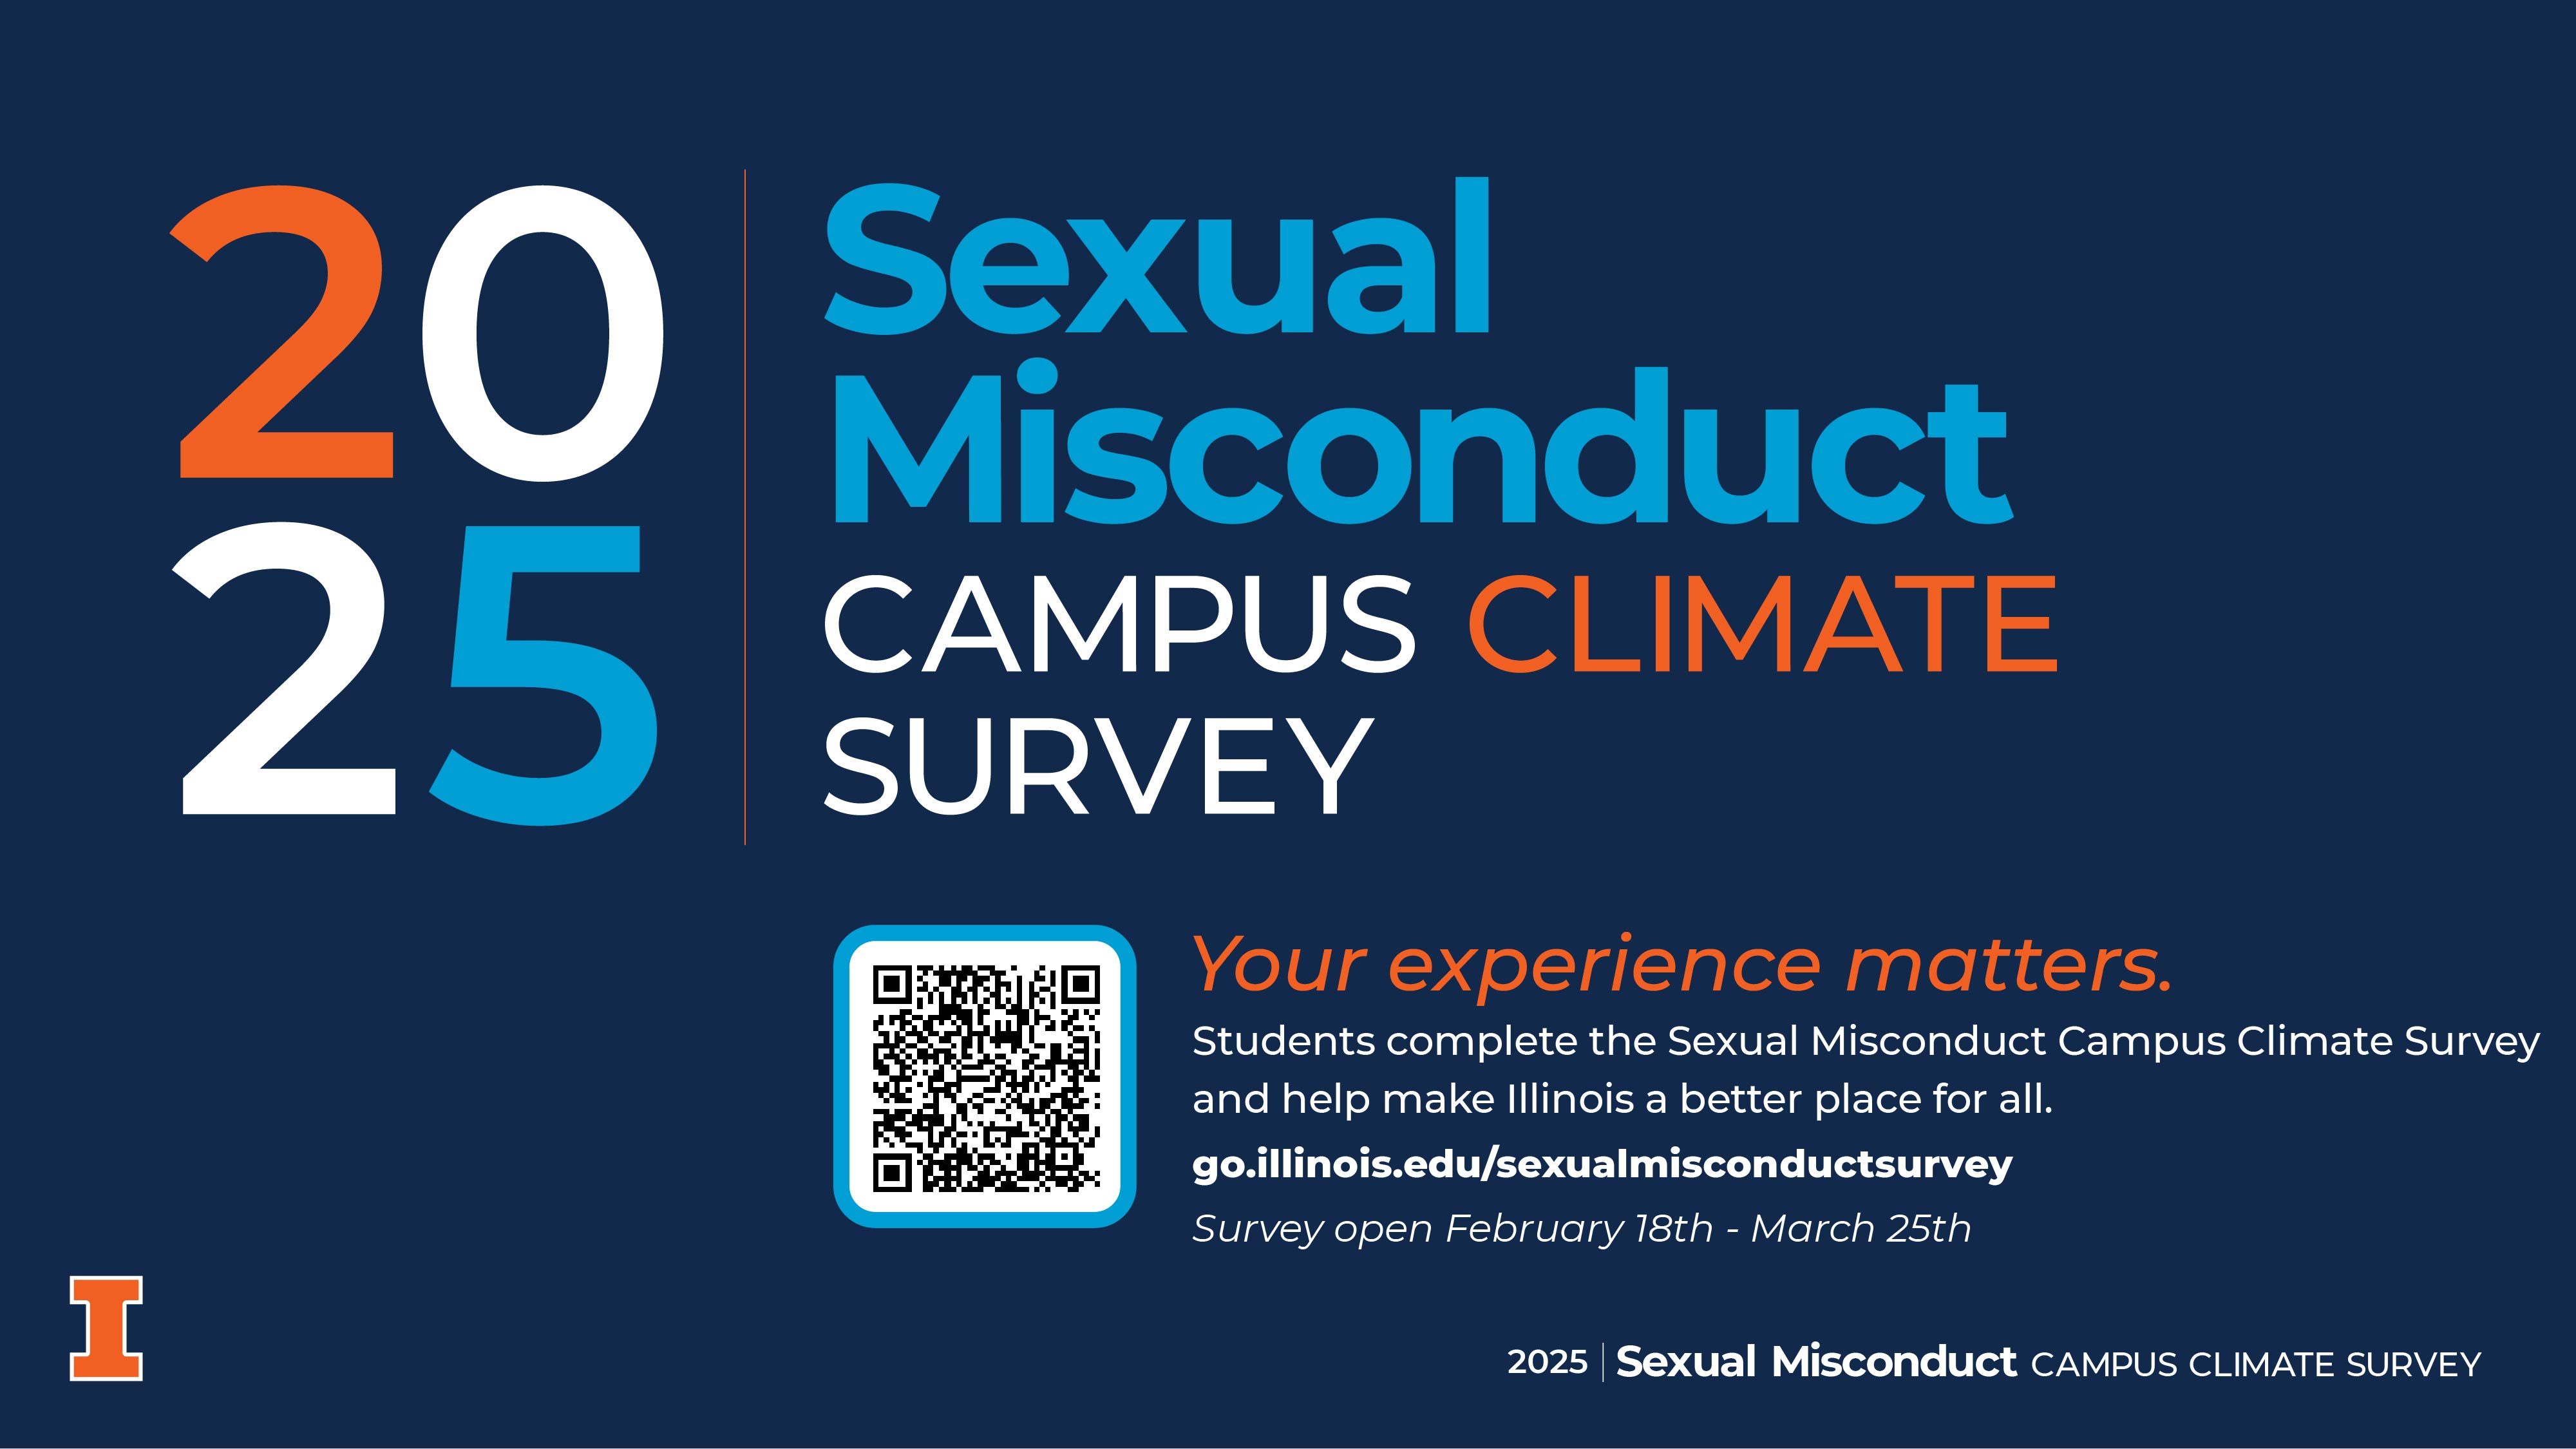 20
25
Sexual
Misconduct
CAMPUS CLIMATE
SURVEY
Your experience matters.
Students complete the Sexual Misconduct Campus Climate Survey
and help make Illinois a better place for all.
go.illinois.edu/sexualmisconductsurvey
Survey open February 18th - March 25th
I
2025 | Sexual Misconduct CAMPUS CLIMATE SURVEY